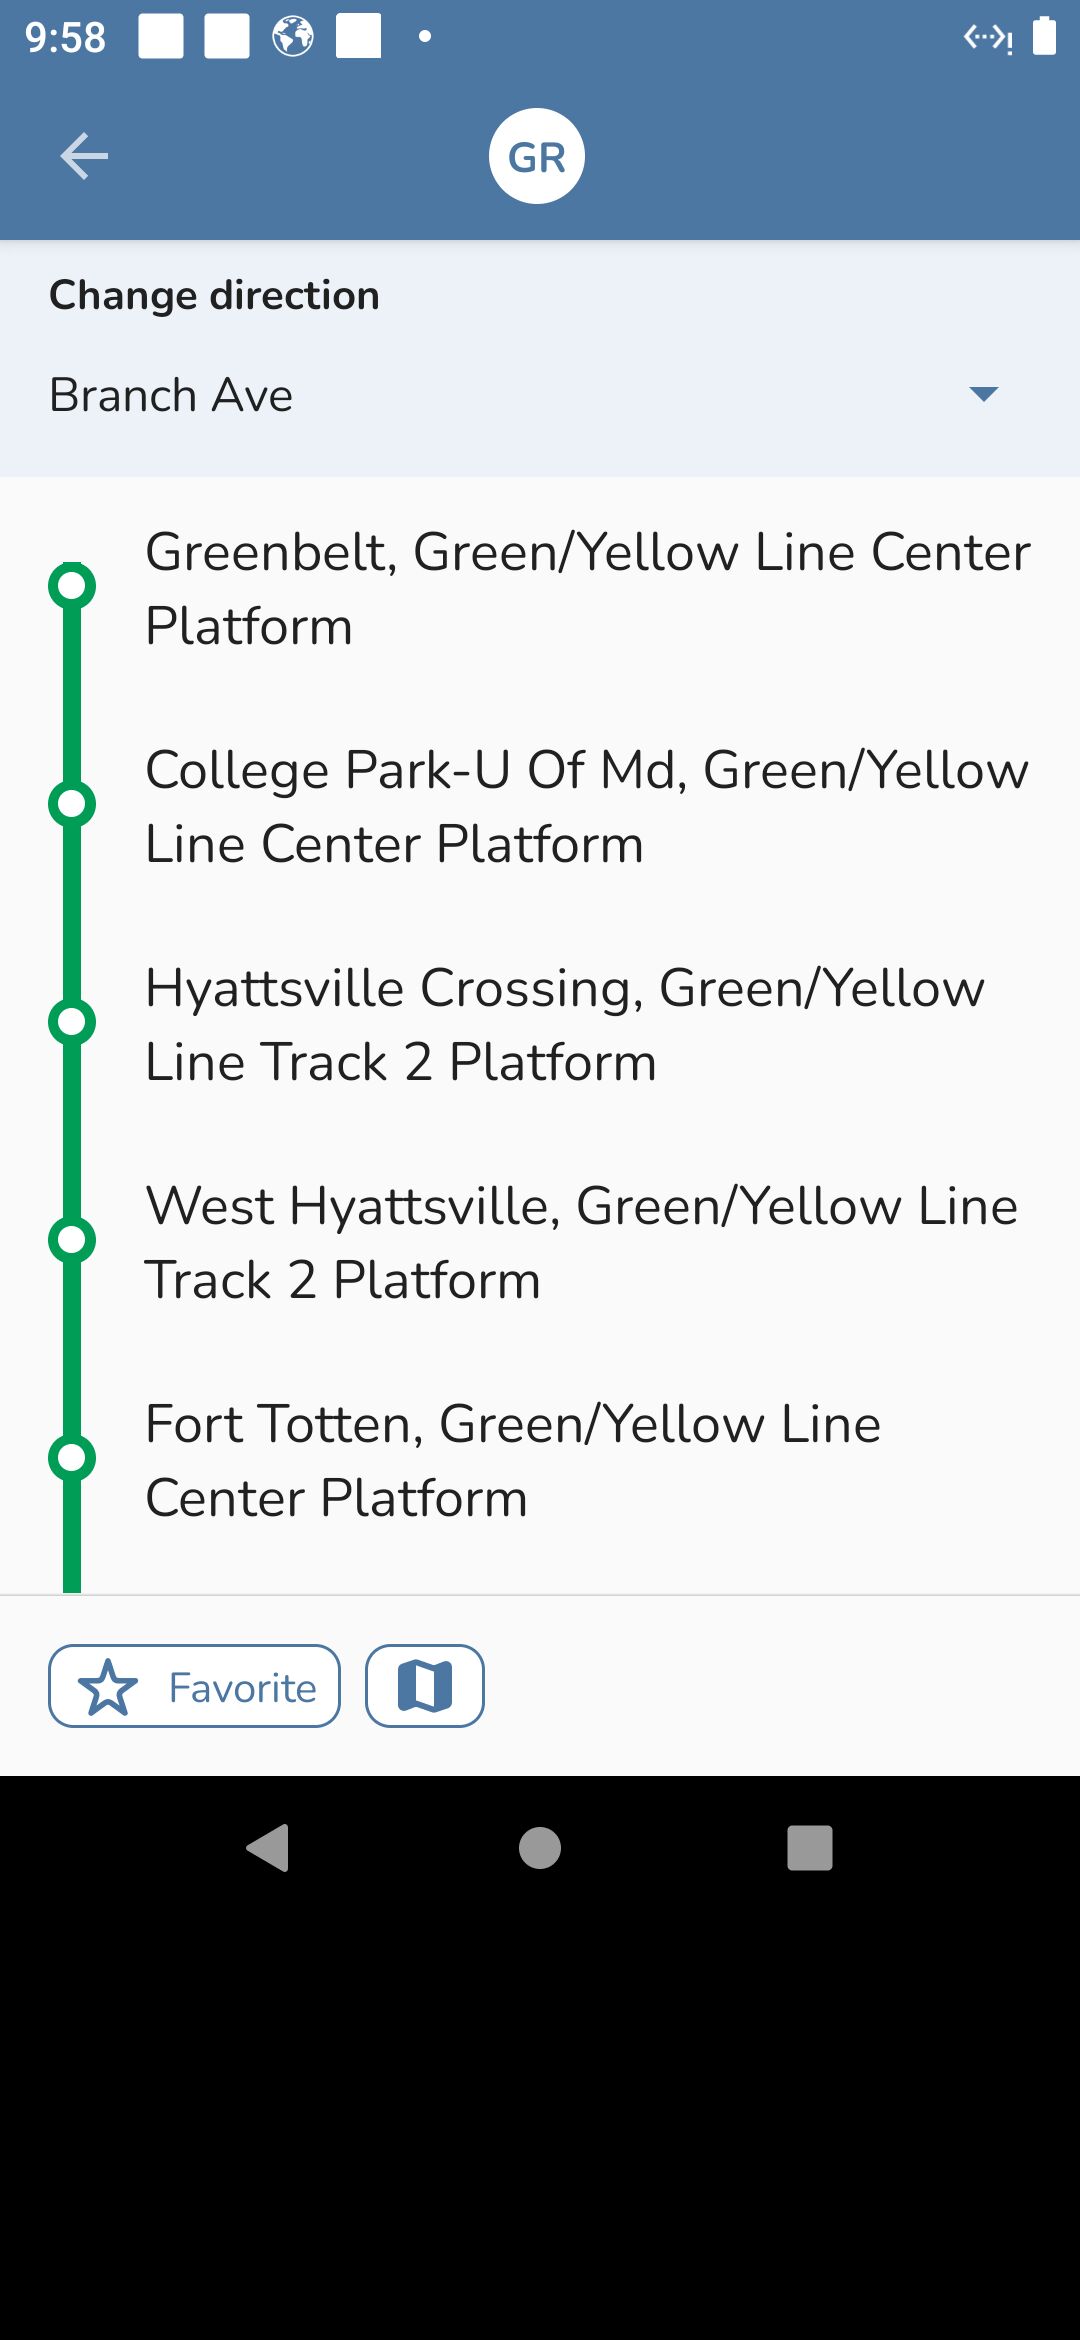 9:58
GR
Change direction
Branch Ave
Greenbelt, Green/Yellow Line Center
Platform
College Park-U Of Md, Green/Yellow
Line Center Platform
Hyattsville Crossing, Green/Yellow
Line Track 2 Platform
West Hyattsville, Green/Yellow Line
Track 2 Platform
Fort Totten, Green/Yellow Line
Center Platform
Favorite